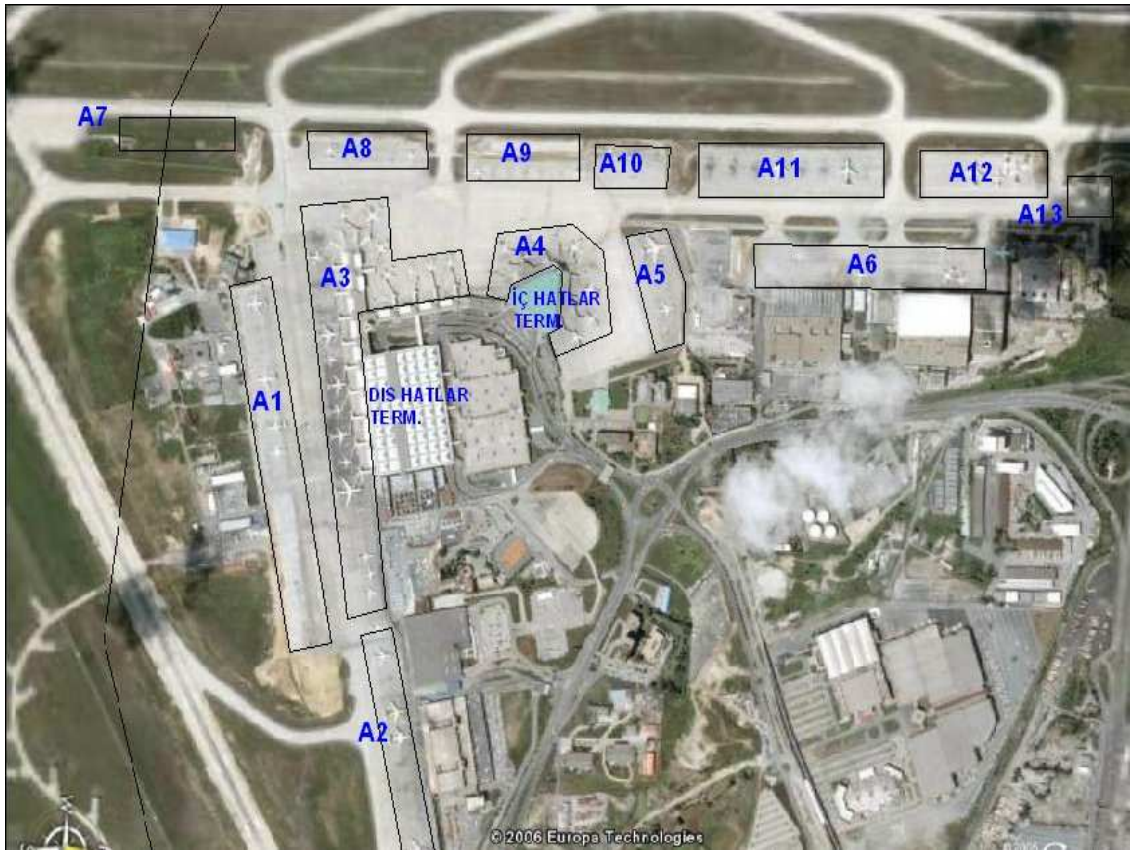 A7
A8
A9
A10
A11
A12
A13
A3
A4
A5
A6
İÇ HATLAR
TERM.
A1
DIS HATLAR
TERM.
A2
© 2006 Europa Technologies